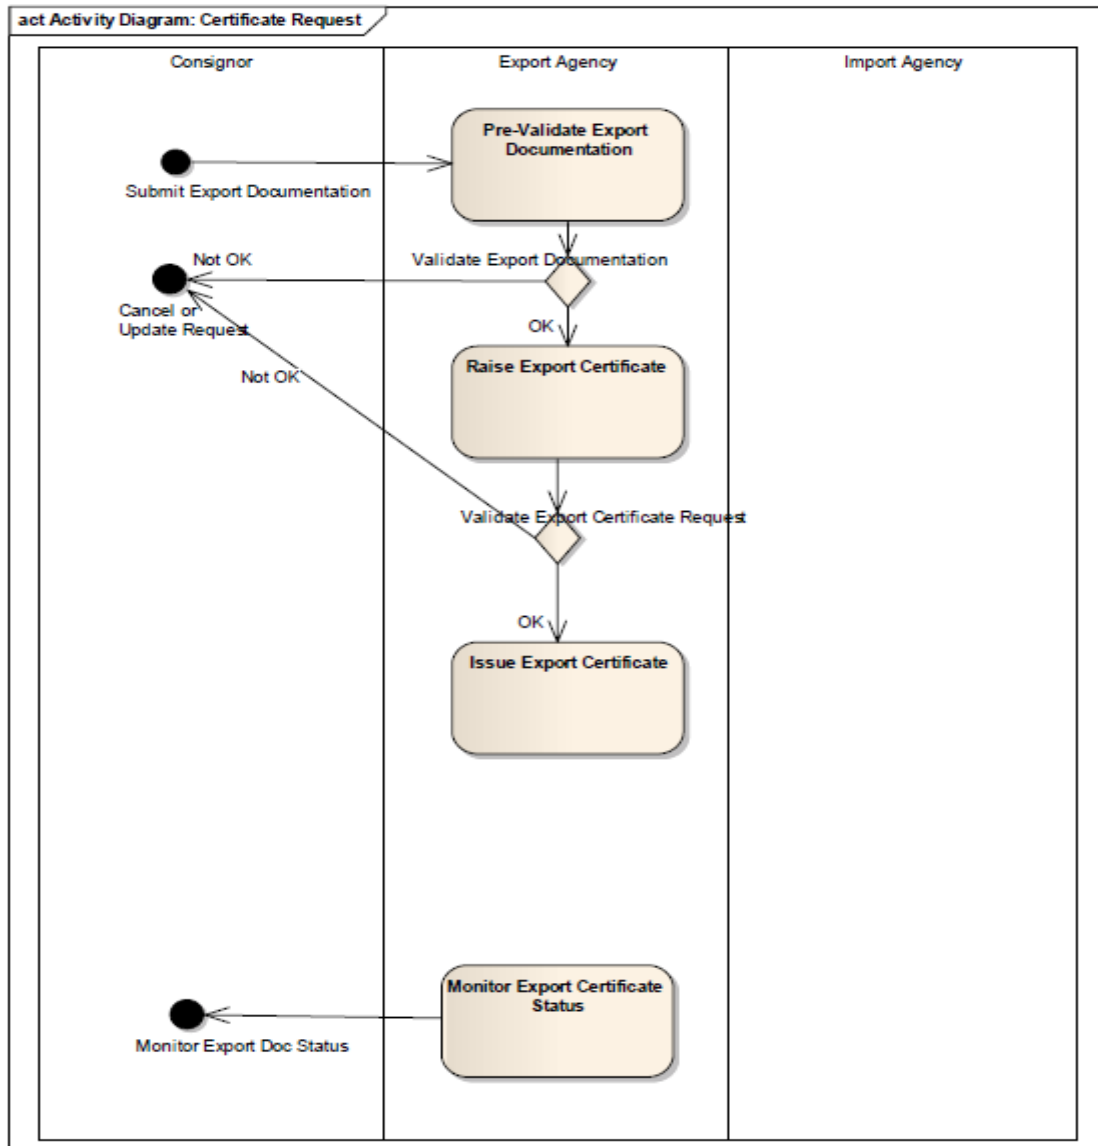 act Activity Diagram: Certificate Request
Consignor
Export Agency
Import Agency
Pre-Validate Export
Documentation
Submit Export Documentation
Not OK
Validate Export Documentation
Cancel or
Update Request
OK
Raise Export Certificate
Not OK
Validate Export Certificate Request
OK
Issue Export Certificate
Monitor Export Certificate
Status
Monitor Export Doc Status